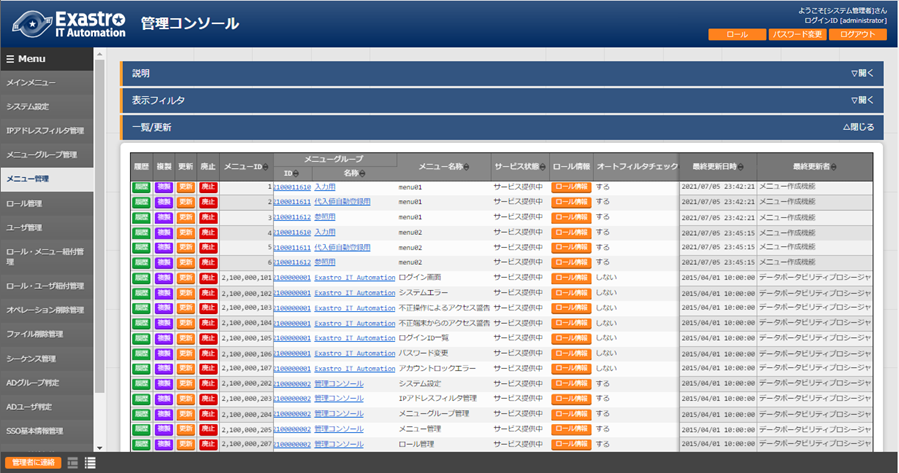 Exastro
IT Automation
管理コンソール
ようこそ[システム管理者]さん
ログインID [administrator]
ロール パスワード変更 ログアウト
Menu
メインメニュー
システム設定
IPアドレスフィルタ管理
メニューグループ管理
メニュー管理
ロール管理
ユーザ管理
ロール・メニュー紐付管
理
ロール・ユーザ紐付管理
オペレーション削除管理
ファイル削除管理
シーケンス管理
ADグループ判定
ADユーザ判定
SSO基本情報管理
管理者に連絡
説明 ▽開く
表示フィルタ ▽開く
一覧/更新 △閉じる
履歴 複製 更新 廃止 メニューID メニューグループ メニュー名称 サービス状態 ロール情報 オートフィルタチェック 最終更新日時 最終更新者
ID 名称
履歴 複製 更新 廃止 1 2100011610 入力用 menu01 サービス提供中 ロール情報 する 2021/07/05 23:42:21 メニュー作成機能
履歴 複製 更新 廃止 2 2100011611 代入値自動登録用 menu01 サービス提供中 ロール情報 する 2021/07/05 23:42:21 メニュー作成機能
履歴 複製 更新 廃止 3 2100011612 参照用 menu01 サービス提供中 ロール情報 する 2021/07/05 23:42:21 メニュー作成機能
履歴 複製 更新 廃止 4 2100011610 入力用 menu02 サービス提供中 ロール情報 する 2021/07/05 23:45:15 メニュー作成機能
履歴 複製 更新 廃止 5 2100011611 代入値自動登録用 menu02 サービス提供中 ロール情報 する 2021/07/05 23:45:15 メニュー作成機能
履歴 複製 更新 廃止 6 2100011612 参照用 menu02 サービス提供中 ロール情報 する 2021/07/05 23:45:15 メニュー作成機能
履歴 複製 更新 廃止 2,100,000,101 2100000001 Exastro IT Automation ログイン画面 サービス提供中 ロール情報 しない 2015/04/01 10:00:00 データポータビリティプロシージャ
履歴 複製 更新 廃止 2,100,000,102 2100000001 Exastro IT Automation システムエラー サービス提供中 ロール情報 しない 2015/04/01 10:00:00 データポータビリティプロシージャ
履歴 複製 更新 廃止 2,100,000,103 2100000001 Exastro IT Automation 不正操作によるアクセス警告 サービス提供中 ロール情報 しない 2015/04/01 10:00:00 データポータビリティプロシージャ
履歴 複製 更新 廃止 2,100,000,104 2100000001 Exastro IT Automation 不正端末からのアクセス警告 サービス提供中 ロール情報 しない 2015/04/01 10:00:00 データポータビリティプロシージャ
履歴 複製 更新 廃止 2,100,000,105 2100000001 Exastro IT Automation ログインID一覧 サービス提供中 ロール情報 しない 2015/04/01 10:00:00 データポータビリティプロシージャ
履歴 複製 更新 廃止 2,100,000,106 2100000001 Exastro IT Automation パスワード変更 サービス提供中 ロール情報 しない 2015/04/01 10:00:00 データポータビリティプロシージャ
履歴 複製 更新 廃止 2,100,000,107 2100000001 Exastro IT Automation アカウントロックエラー サービス提供中 ロール情報 しない 2015/04/01 10:00:00 データポータビリティプロシージャ
履歴 複製 更新 廃止 2,100,000,202 2100000002 管理コンソール システム設定 サービス提供中 ロール情報 する 2015/04/01 10:00:00 データポータビリティプロシージャ
履歴 複製 更新 廃止 2,100,000,203 2100000002 管理コンソール IPアドレスフィルタ管理 サービス提供中 ロール情報 する 2015/04/01 10:00:00 データポータビリティプロシージャ
履歴 複製 更新 廃止 2,100,000,204 2100000002 管理コンソール メニューグループ管理 サービス提供中 ロール情報 する 2015/04/01 10:00:00 データポータビリティプロシージャ
履歴 複製 更新 廃止 2,100,000,205 2100000002 管理コンソール メニュー管理 サービス提供中 ロール情報 する 2015/04/01 10:00:00 データポータビリティプロシージャ
履歴 複製 更新 廃止 2,100,000,207 2100000002 管理コンソール ロール管理 サービス提供中 ロール情報 する 2015/04/01 10:00:00 データポータビリティプロシージャ